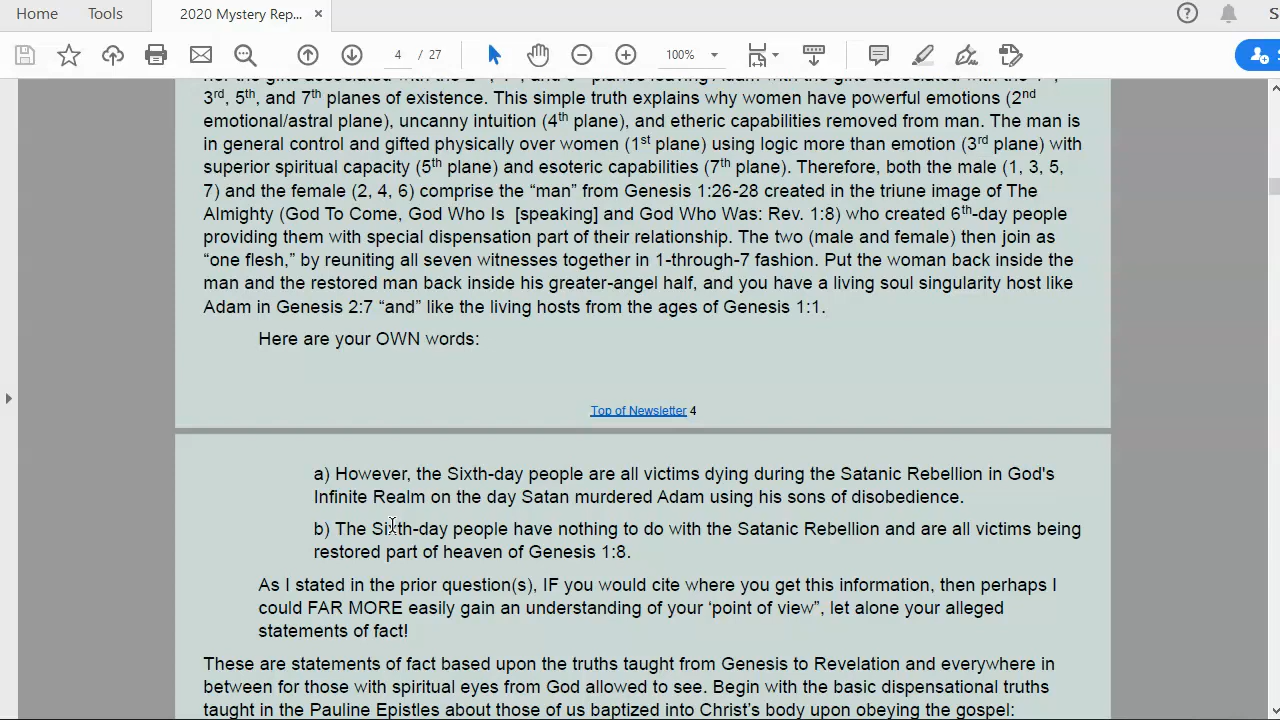 Home
Tools
2020 Mystery Rep... ×
4 / 27
100%
3rd, 5th, and 7th planes of existence. This simple truth explains why women have powerful emotions (2nd
emotional/astral plane), uncanny intuition (4th plane), and etheric capabilities removed from man. The man is
in general control and gifted physically over women (1st plane) using logic more than emotion (3rd plane) with
superior spiritual capacity (5th plane) and esoteric capabilities (7th plane). Therefore, both the male (1, 3, 5,
7) and the female (2, 4, 6) comprise the “man” from Genesis 1:26-28 created in the triune image of The
Almighty (God To Come, God Who Is [speaking] and God Who Was: Rev. 1:8) who created 6th-day people
providing them with special dispensation part of their relationship. The two (male and female) then join as
“one flesh,” by reuniting all seven witnesses together in 1-through-7 fashion. Put the woman back inside the
man and the restored man back inside his greater-angel half, and you have a living soul singularity host like
Adam in Genesis 2:7 “and” like the living hosts from the ages of Genesis 1:1.
Here are your OWN words:
Top of Newsletter 4
a) However, the Sixth-day people are all victims dying during the Satanic Rebellion in God's
Infinite Realm on the day Satan murdered Adam using his sons of disobedience.
b) The Sixth-day people have nothing to do with the Satanic Rebellion and are all victims being
restored part of heaven of Genesis 1:8.
As I stated in the prior question(s), IF you would cite where you get this information, then perhaps I
could FAR MORE easily gain an understanding of your ‘point of view”, let alone your alleged
statements of fact!
These are statements of fact based upon the truths taught from Genesis to Revelation and everywhere in
between for those with spiritual eyes from God allowed to see. Begin with the basic dispensational truths
taught in the Pauline Epistles about those of us baptized into Christ’s body upon obeying the gospel: